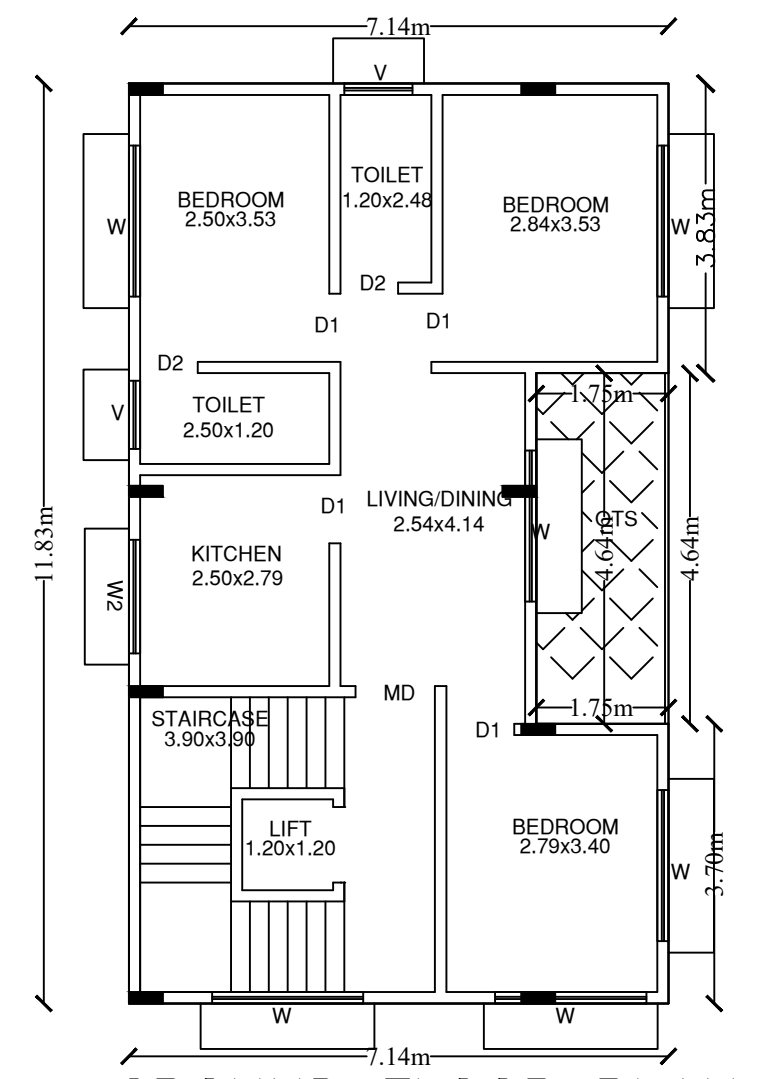 7.14m
V
BEDROOM
2.50x3.53
TOILET
1.20x2.48
BEDROOM
2.84x3.53
W
W
3.83m
D2
D1
D1
D2
1.75m
V
TOILET
2.50x1.20
D1
LIVING/DINING
2.54x4.14
W
OTS
4.64m
4.64m
11.83m
KITCHEN
2.50x2.79
W2
MD
1.75m
STAIRCASE
3.90x3.90
D1
LIFT
1.20x1.20
BEDROOM
2.79x3.40
W
3.70m
W
W
7.14m